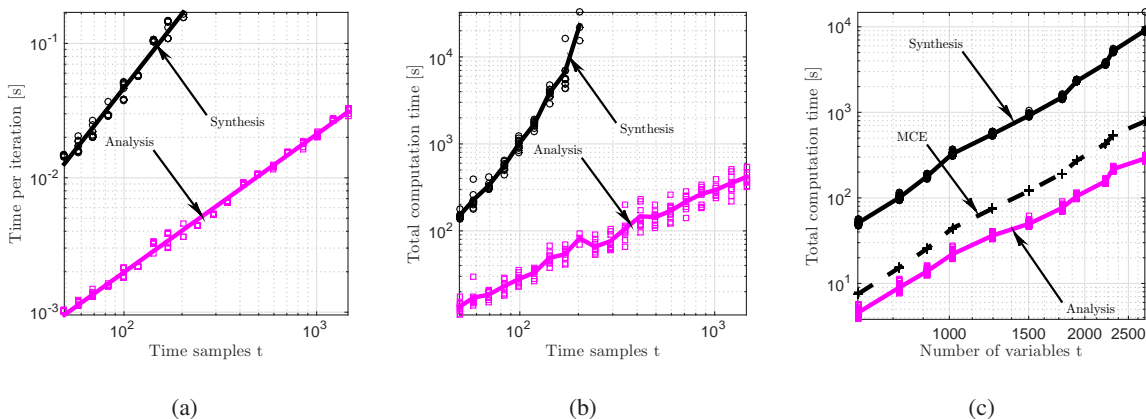 Time per iteration [s]
10^-1
10^-2
10^-3
Synthesis
Analysis
10^2
10^3
Time samples t
(a)
Total computation time [s]
10^4
10^3
10^2
Synthesis
Analysis
10^2
10^3
Time samples t
(b)
Total computation time [s]
10^4
10^3
10^2
10^1
Synthesis
MCE
Analysis
1000
1500
2000
2500
Number of variables t
(c)